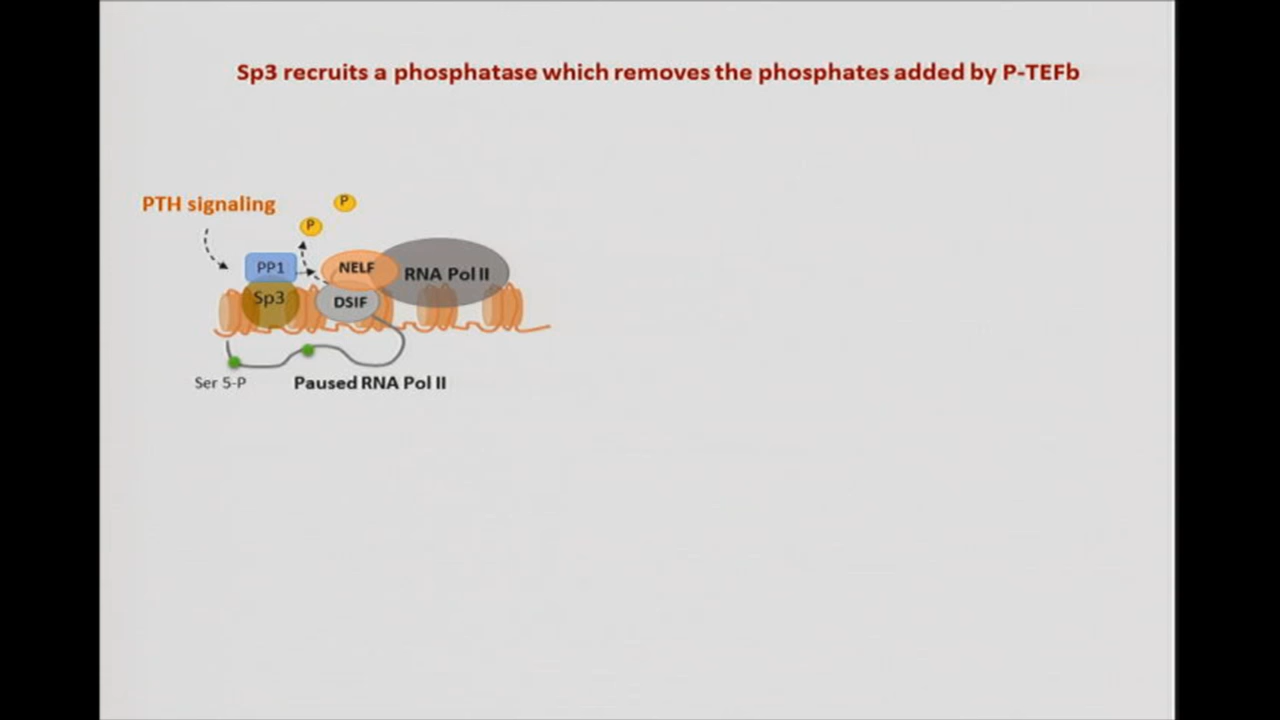 Sp3 recruits a phosphatase which removes the phosphates added by P-TEFb
PTH signaling
P
P
PP1
NELF
RNA Pol II
Sp3
DSIF
Ser 5-P
Paused RNA Pol II